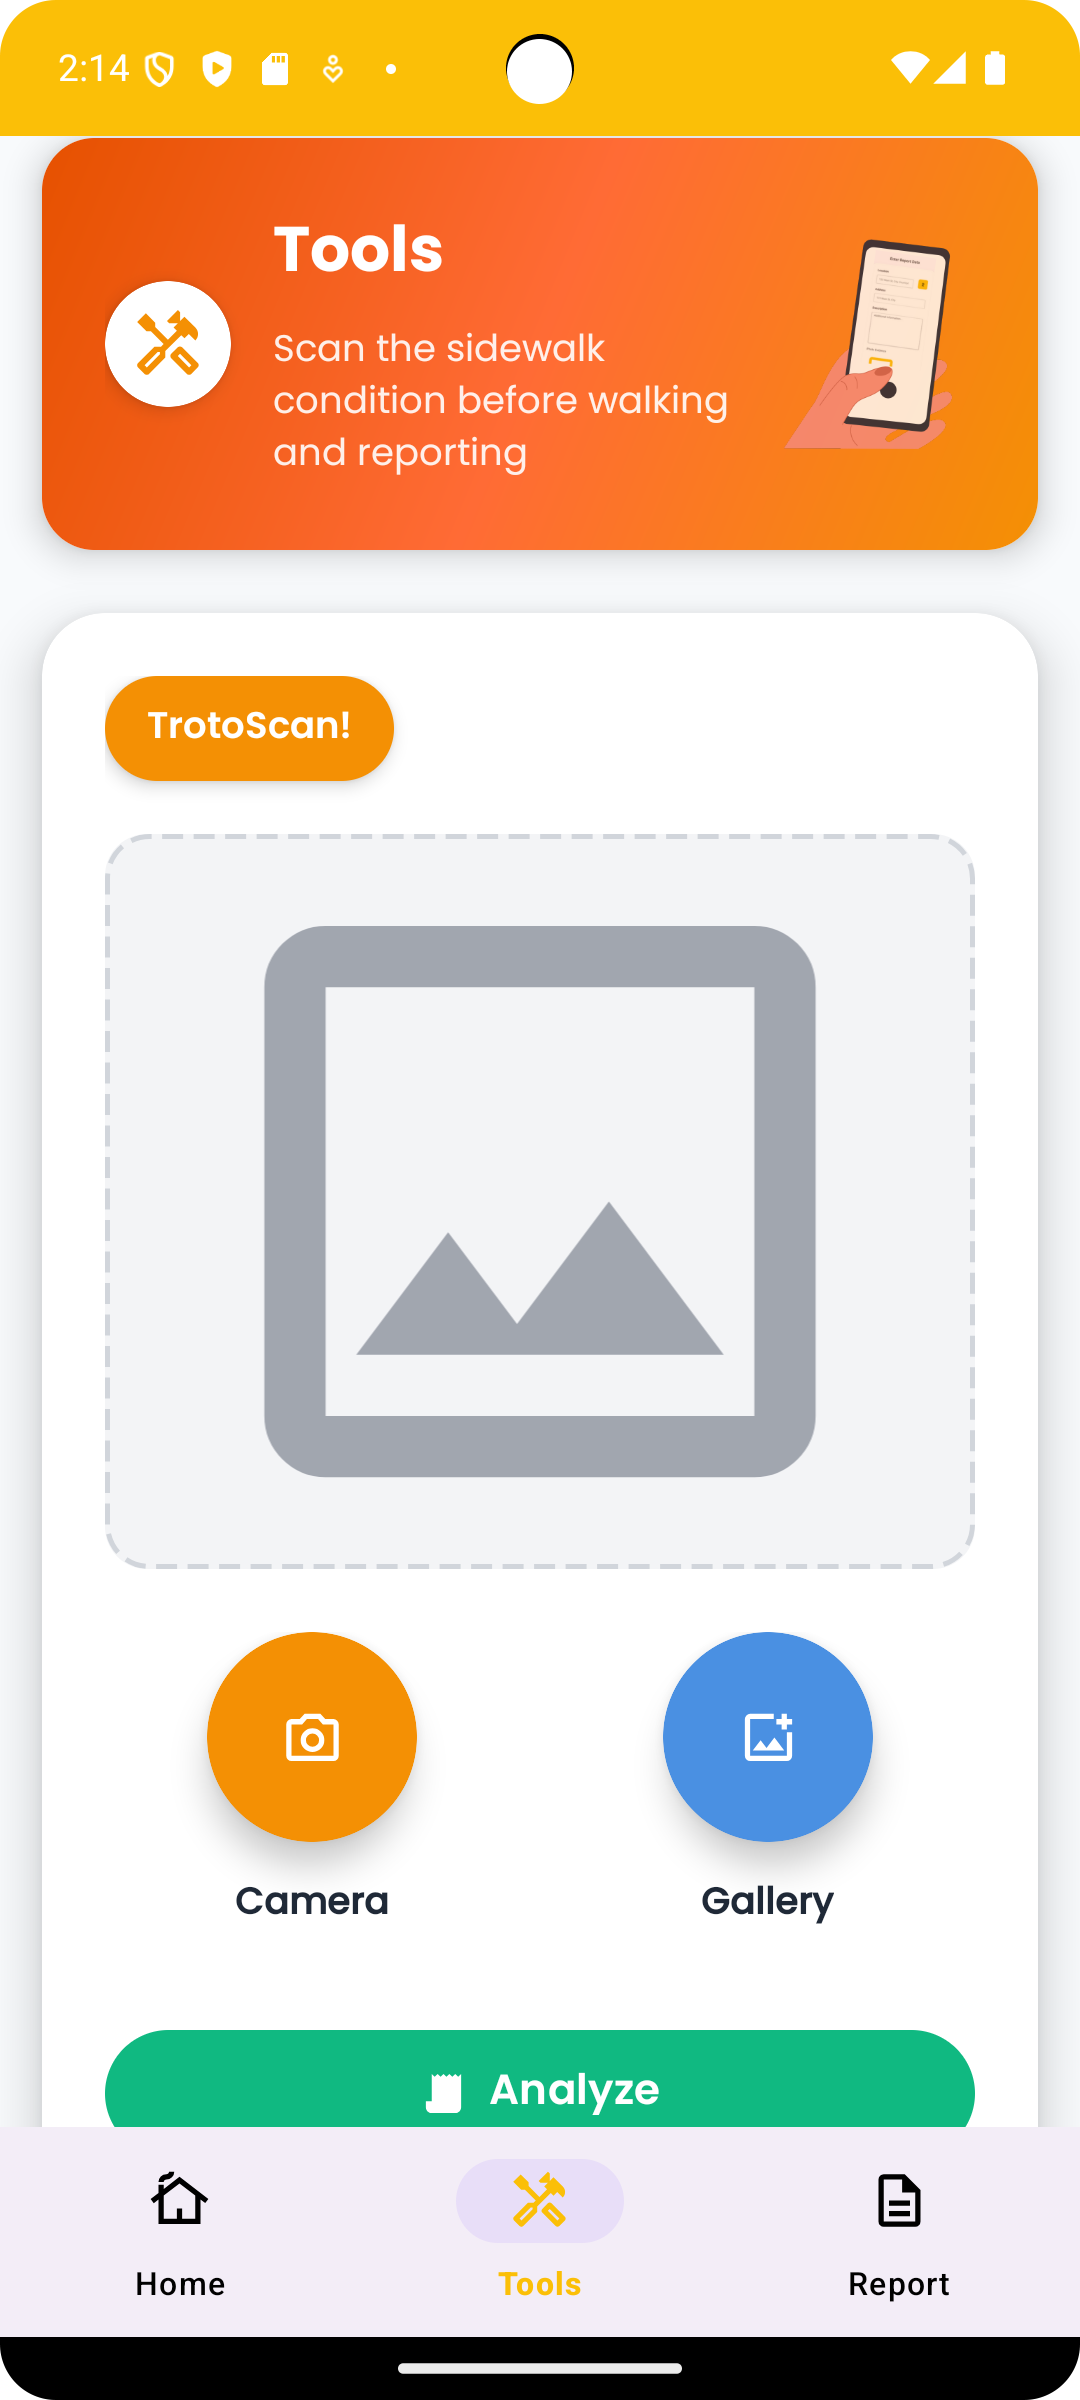 2:14
Tools
Scan the sidewalk
condition before walking
and reporting
TrotoScan!
Camera
Gallery
Analyze
Home
Tools
Report